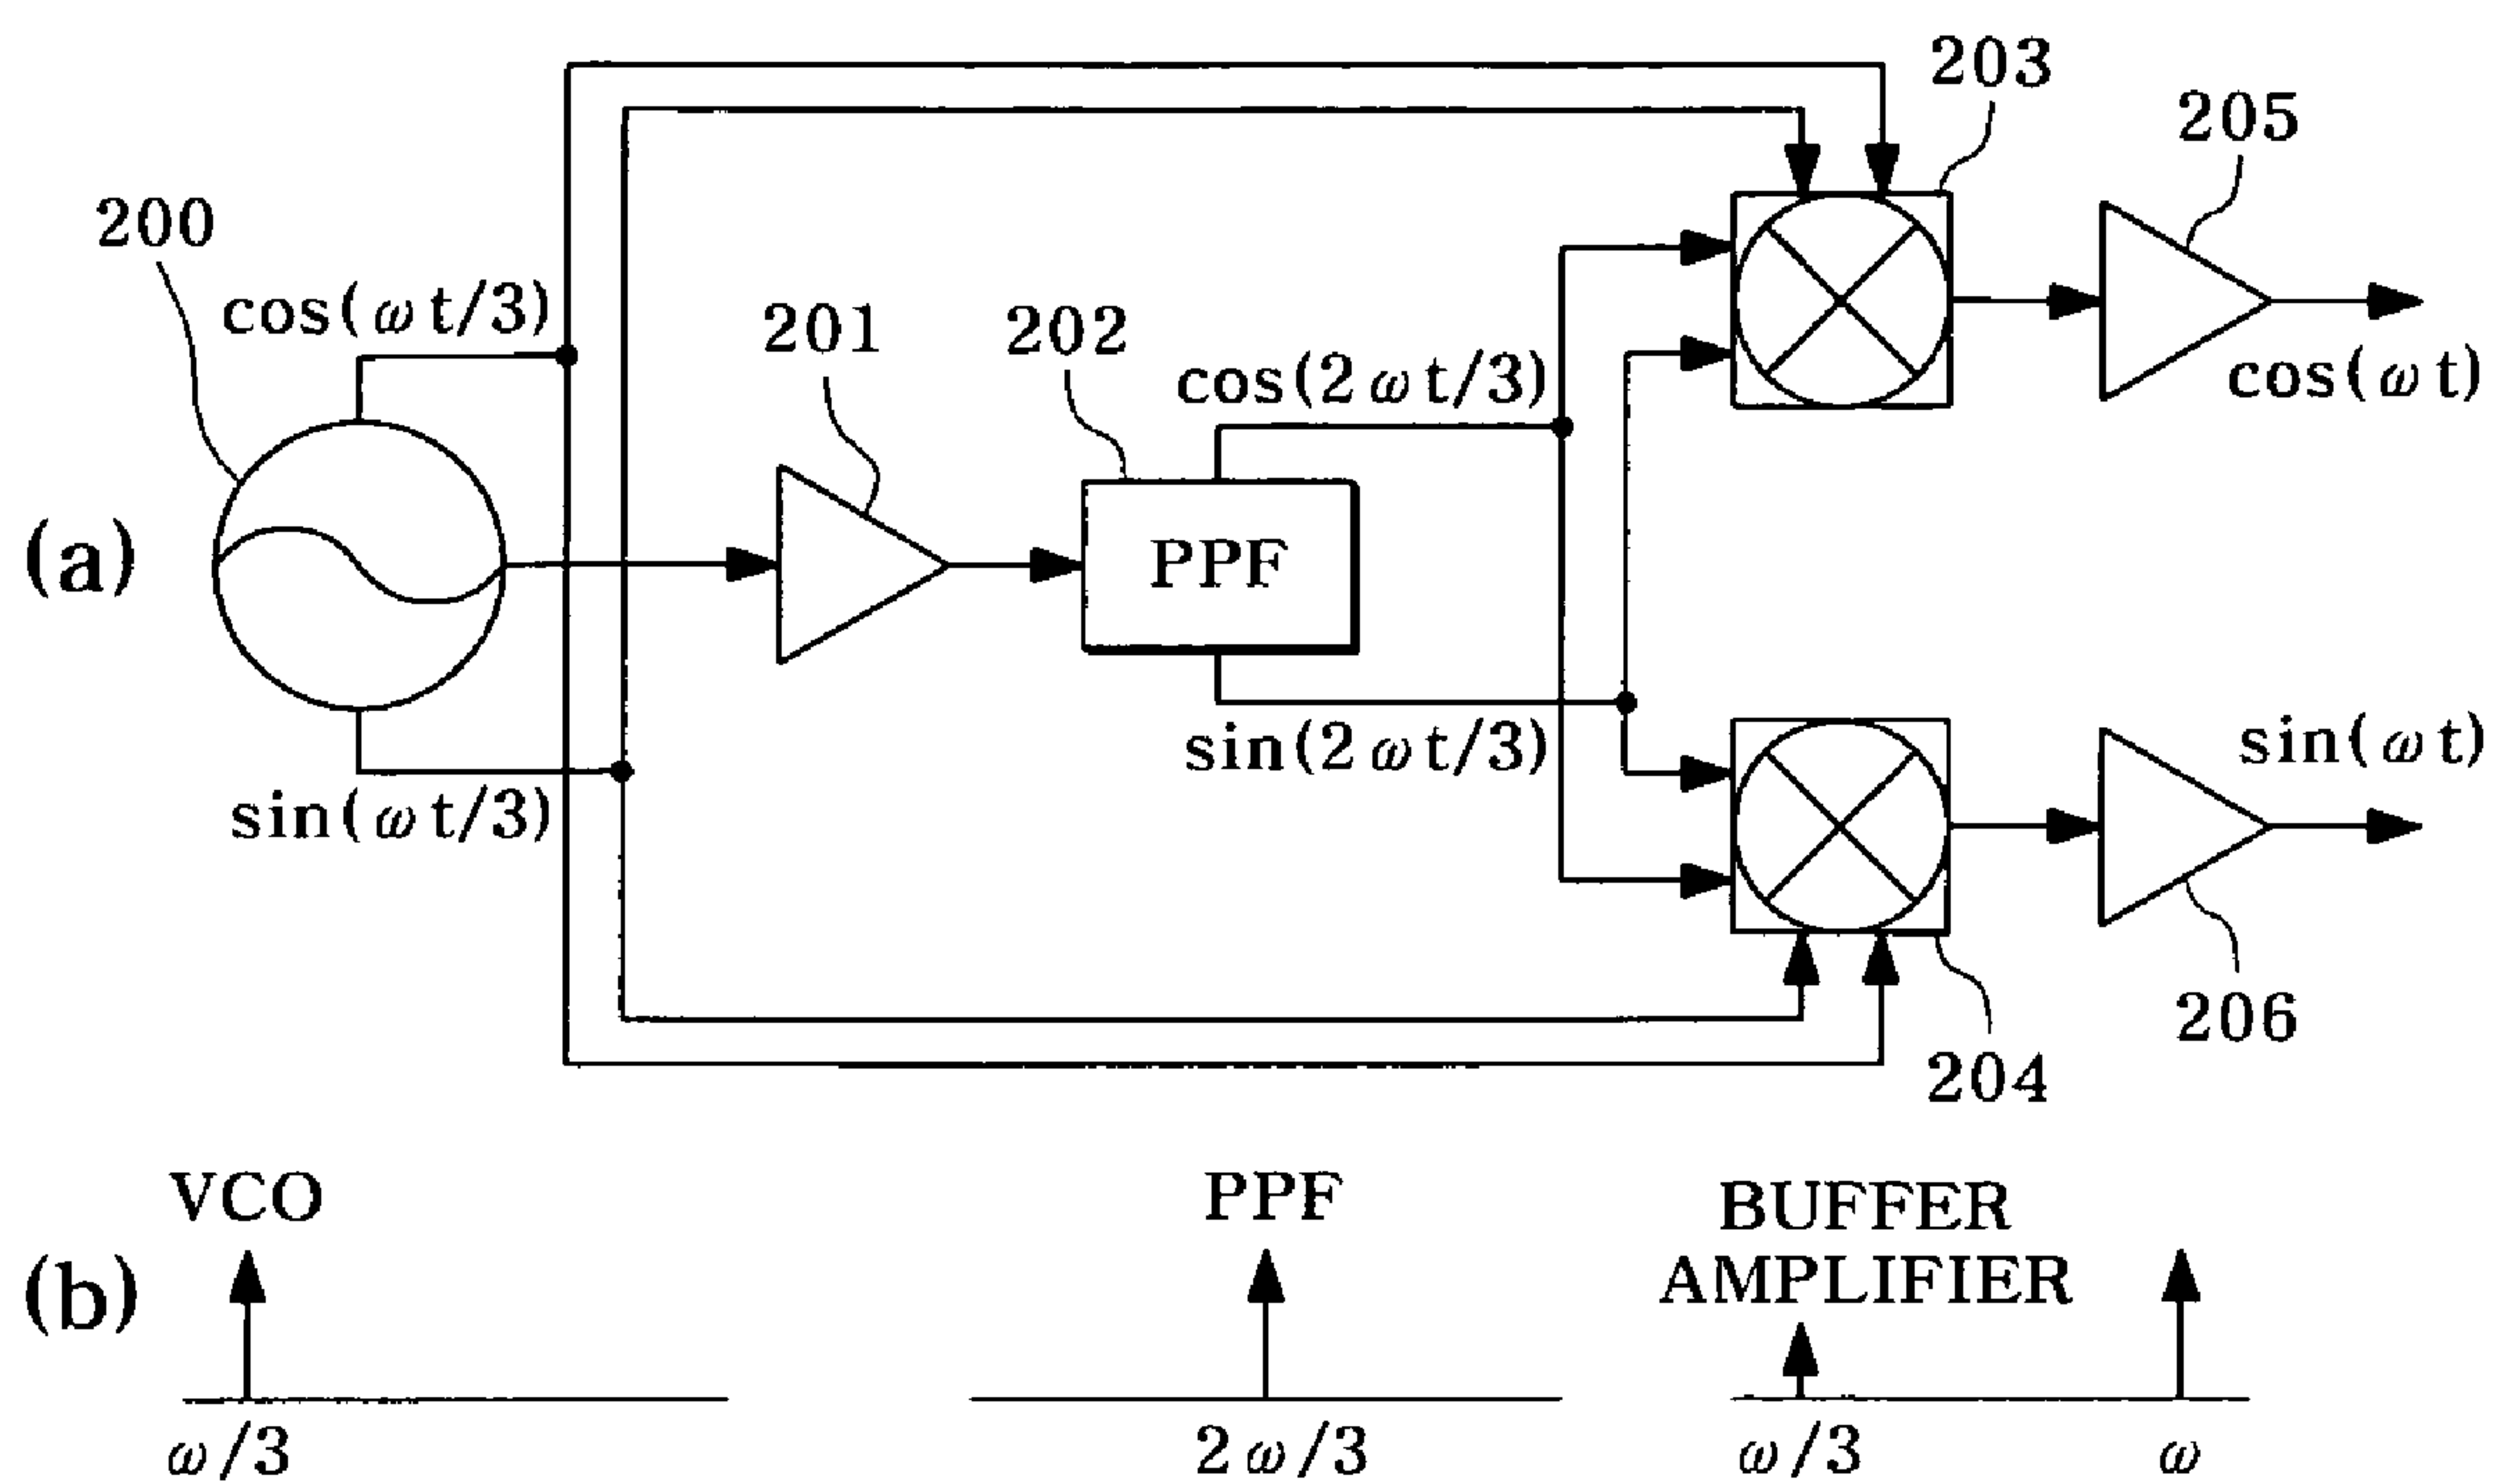 203
205
200
cos(ωt/3)
201
202
cos(2ωt/3)
cos(ωt)
(a)
PPF
sin(2ωt/3)
sin(ωt)
sin(ωt/3)
206
204
VCO
PPF
BUFFER
AMPLIFIER
(b)
ω/3
2ω/3
ω/3
ω